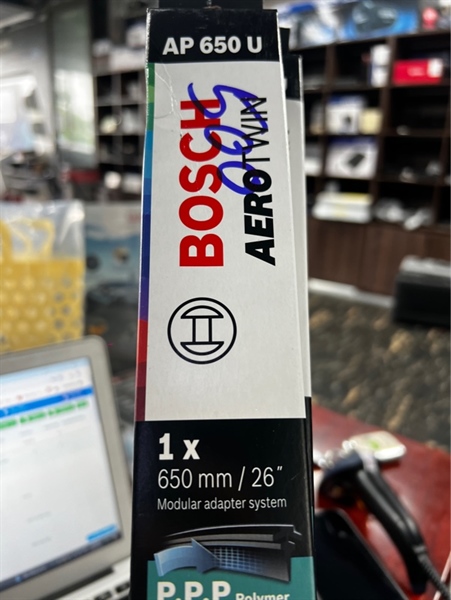 AP 650 U
BOSCH
AEROTWIN
1 x
650 mm / 26"
Modular adapter system
P.P.P Polymer